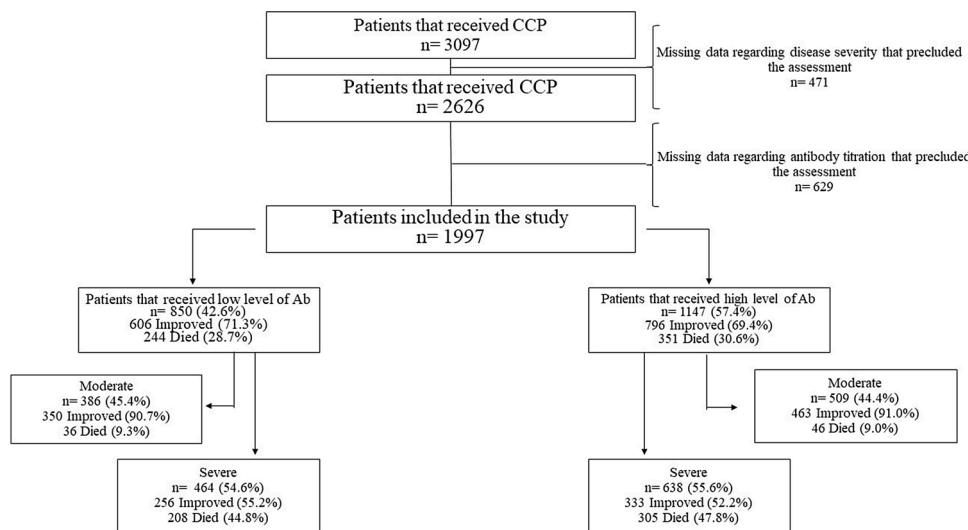 Patients that received CCP
n= 3097
Missing data regarding disease severity that precluded
the assessment
n= 471
Patients that received CCP
n= 2626
Missing data regarding antibody titration that precluded
the assessment
n= 629
Patients included in the study
n= 1997
Patients that received low level of Ab
n= 850 (42.6%)
606 Improved (71.3%)
244 Died (28.7%)
Patients that received high level of Ab
n= 1147 (57.4%)
796 Improved (69.4%)
351 Died (30.6%)
Moderate
n= 386 (45.4%)
350 Improved (90.7%)
36 Died (9.3%)
Moderate
n= 509 (44.4%)
463 Improved (91.0%)
46 Died (9.0%)
Severe
n= 464 (54.6%)
256 Improved (55.2%)
208 Died (44.8%)
Severe
n= 638 (55.6%)
333 Improved (52.2%)
305 Died (47.8%)